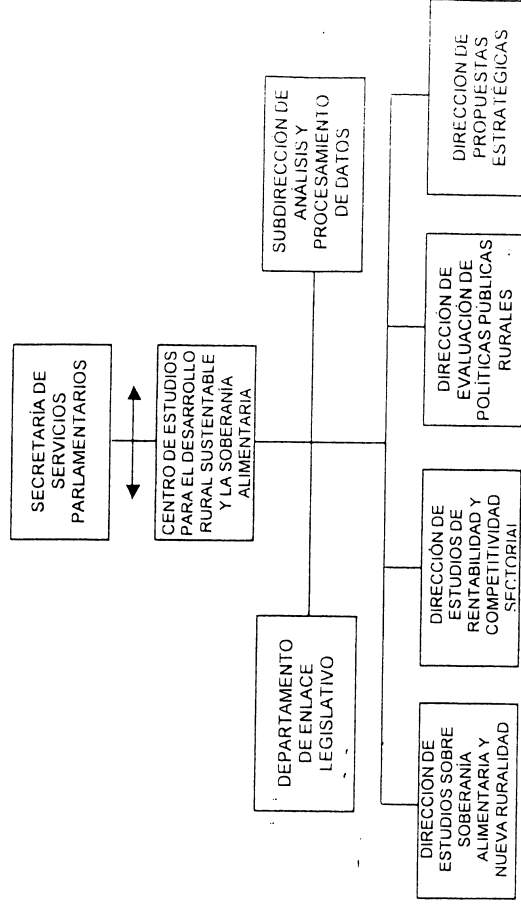 SECRETARÍA DE
SERVICIOS
PARLAMENTARIOS
CENTRO DE ESTUDIOS
PARA EL DESARROLLO
RURAL SUSTENTABLE
Y LA SOBERANÍA
ALIMENTARIA
DEPARTAMENTO
DE ENLACE
LEGISLATIVO
SUBDIRECCIÓN DE
ANÁLISIS Y
PROCESAMIENTO
DE DATOS
DIRECCIÓN DE
ESTUDIOS SOBRE
SOBERANÍA
ALIMENTARIA Y
NUEVA RURALIDAD
DIRECCIÓN DE
ESTUDIOS DE
RENTABILIDAD Y
COMPETITIVIDAD
SECTORIAL
DIRECCIÓN DE
EVALUACIÓN DE
POLÍTICAS PÚBLICAS
RURALES
DIRECCION DE
PROPUESTAS
ESTRATÉGICAS